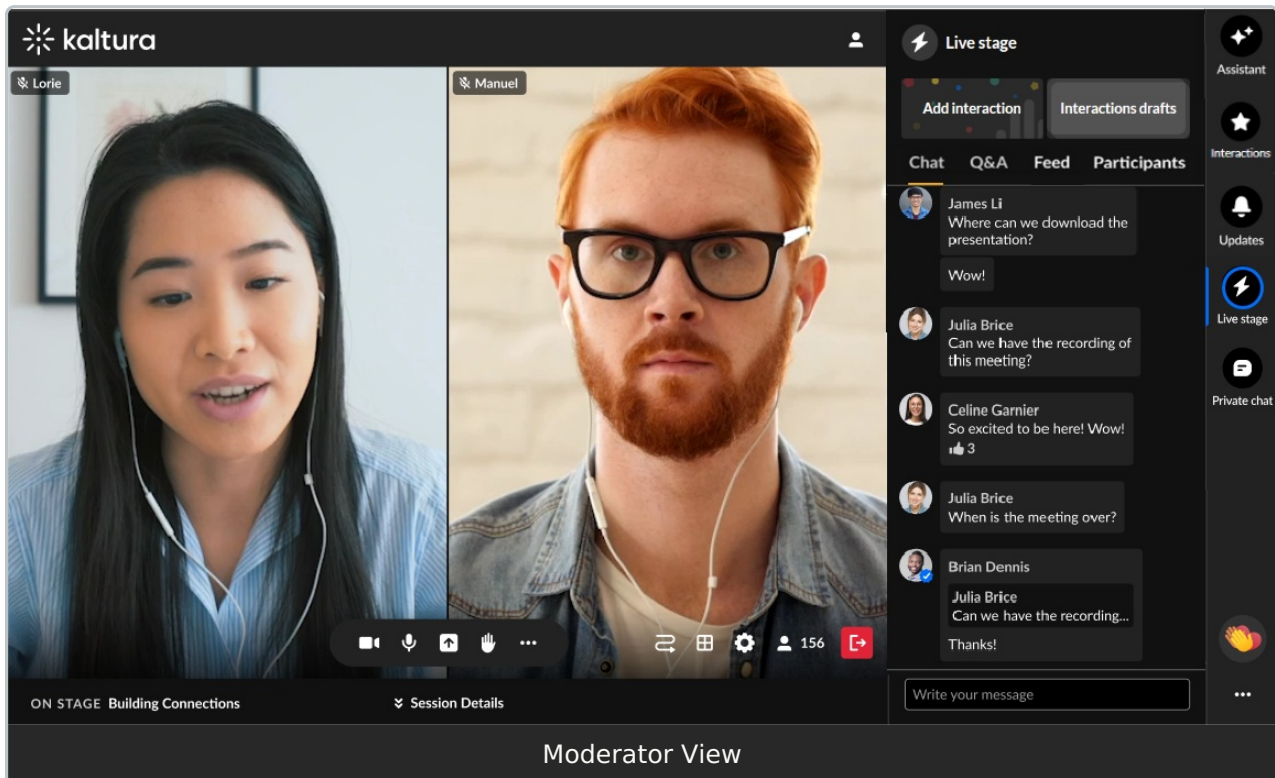 kaltura
Lorie
Manuel
156
ON STAGE Building Connections
Session Details
Live stage
Add interaction
Interactions drafts
Chat Q&A Feed Participants
James Li
Where can we download the
presentation?
Wow!
Julia Brice
Can we have the recording of
this meeting?
Celine Garnier
So excited to be here! Wow!
3
Julia Brice
When is the meeting over?
Brian Dennis
Julia Brice
Can we have the recording...
Thanks!
Write your message
Assistant
Interactions
Updates
Live stage
Private chat
Moderator View